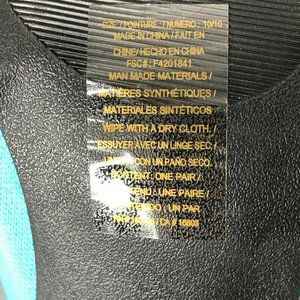 SIZE / POINTURE / NUMERO : 10/10
MADE IN CHINA / FAIT EN
CHINE/ HECHO EN CHINA
FSC# : F4201841
MAN MADE MATERIALS /
MATIÈRES SYNTHÉTIQUES /
MATERIALES SINTÉTICOS
WIPE WITH A DRY CLOTH. /
ESSUYER AVEC UN LINGE SEC. /
CON UN PAÑO SECO.
CONTENT: ONE PAIR /
UNE PAIRE /
UN PAR
/ CA #